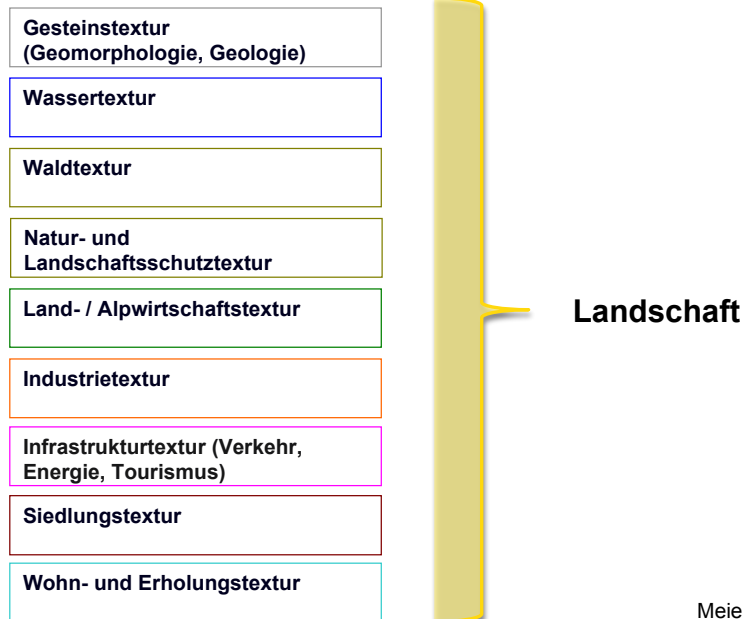 Gesteinstextur
(Geomorphologie, Geologie)
Wassertextur
Waldtextur
Natur- und
Landschaftsschutztextur
Land- / Alpwirtschaftstextur
Industrietextur
Infrastrukturtextur (Verkehr,
Energie, Tourismus)
Siedlungstextur
Wohn- und Erholungstextur
Landschaft
Meie